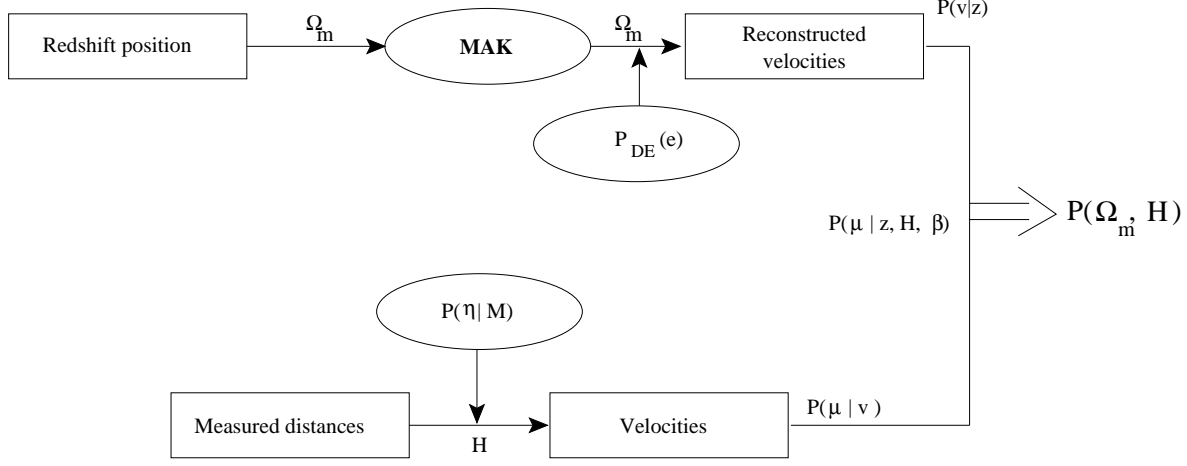 P(v|z)
Redshift position
Ωm
MAK
Ωm
Reconstructed
velocities
P DE (e)
P(μ | z, H, β)
P(Ωm, H)
P(η| M)
Measured distances
H
Velocities
P(μ | v )